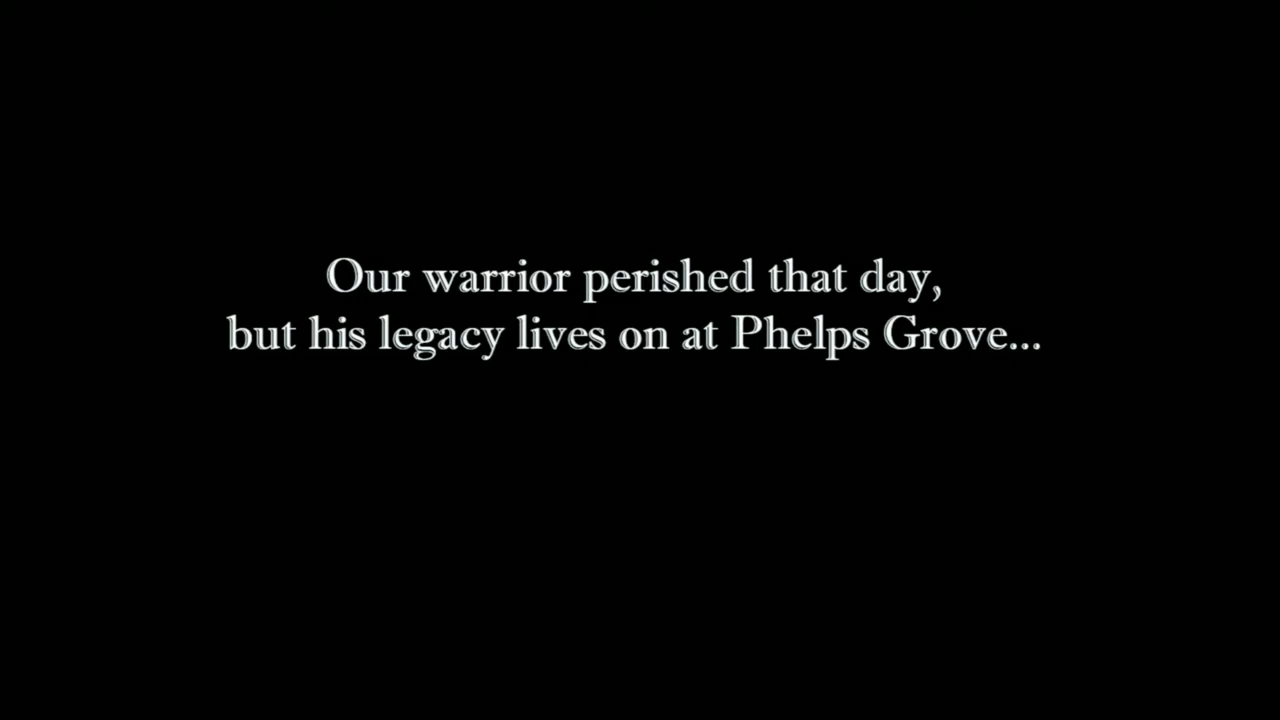 Our warrior perished that day,
but his legacy lives on at Phelps Grove...